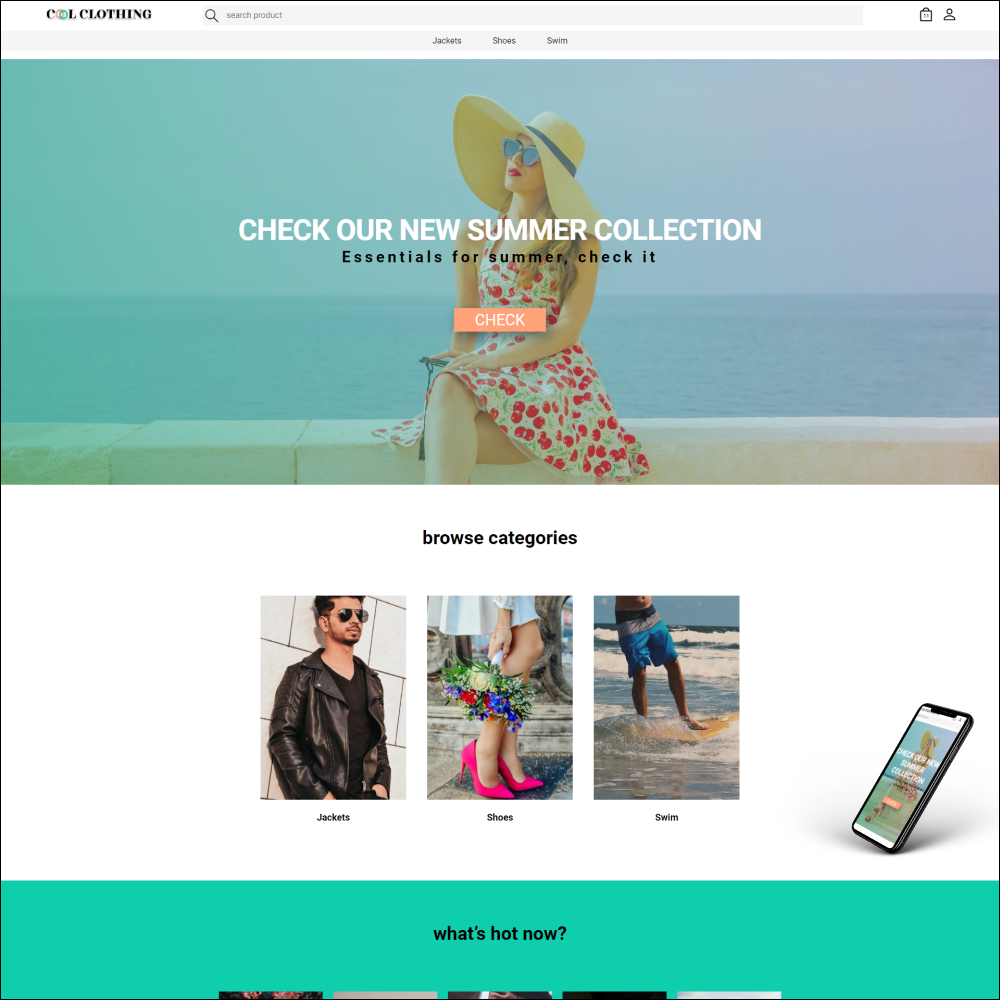 COOL CLOTHING
search product
11
Jackets Shoes Swim
CHECK OUR NEW SUMMER COLLECTION
Essentials for summer, check it
CHECK
browse categories
Jackets Shoes Swim
CHECK OUR NEW
SUMMER
COLLECTION
what's hot now?